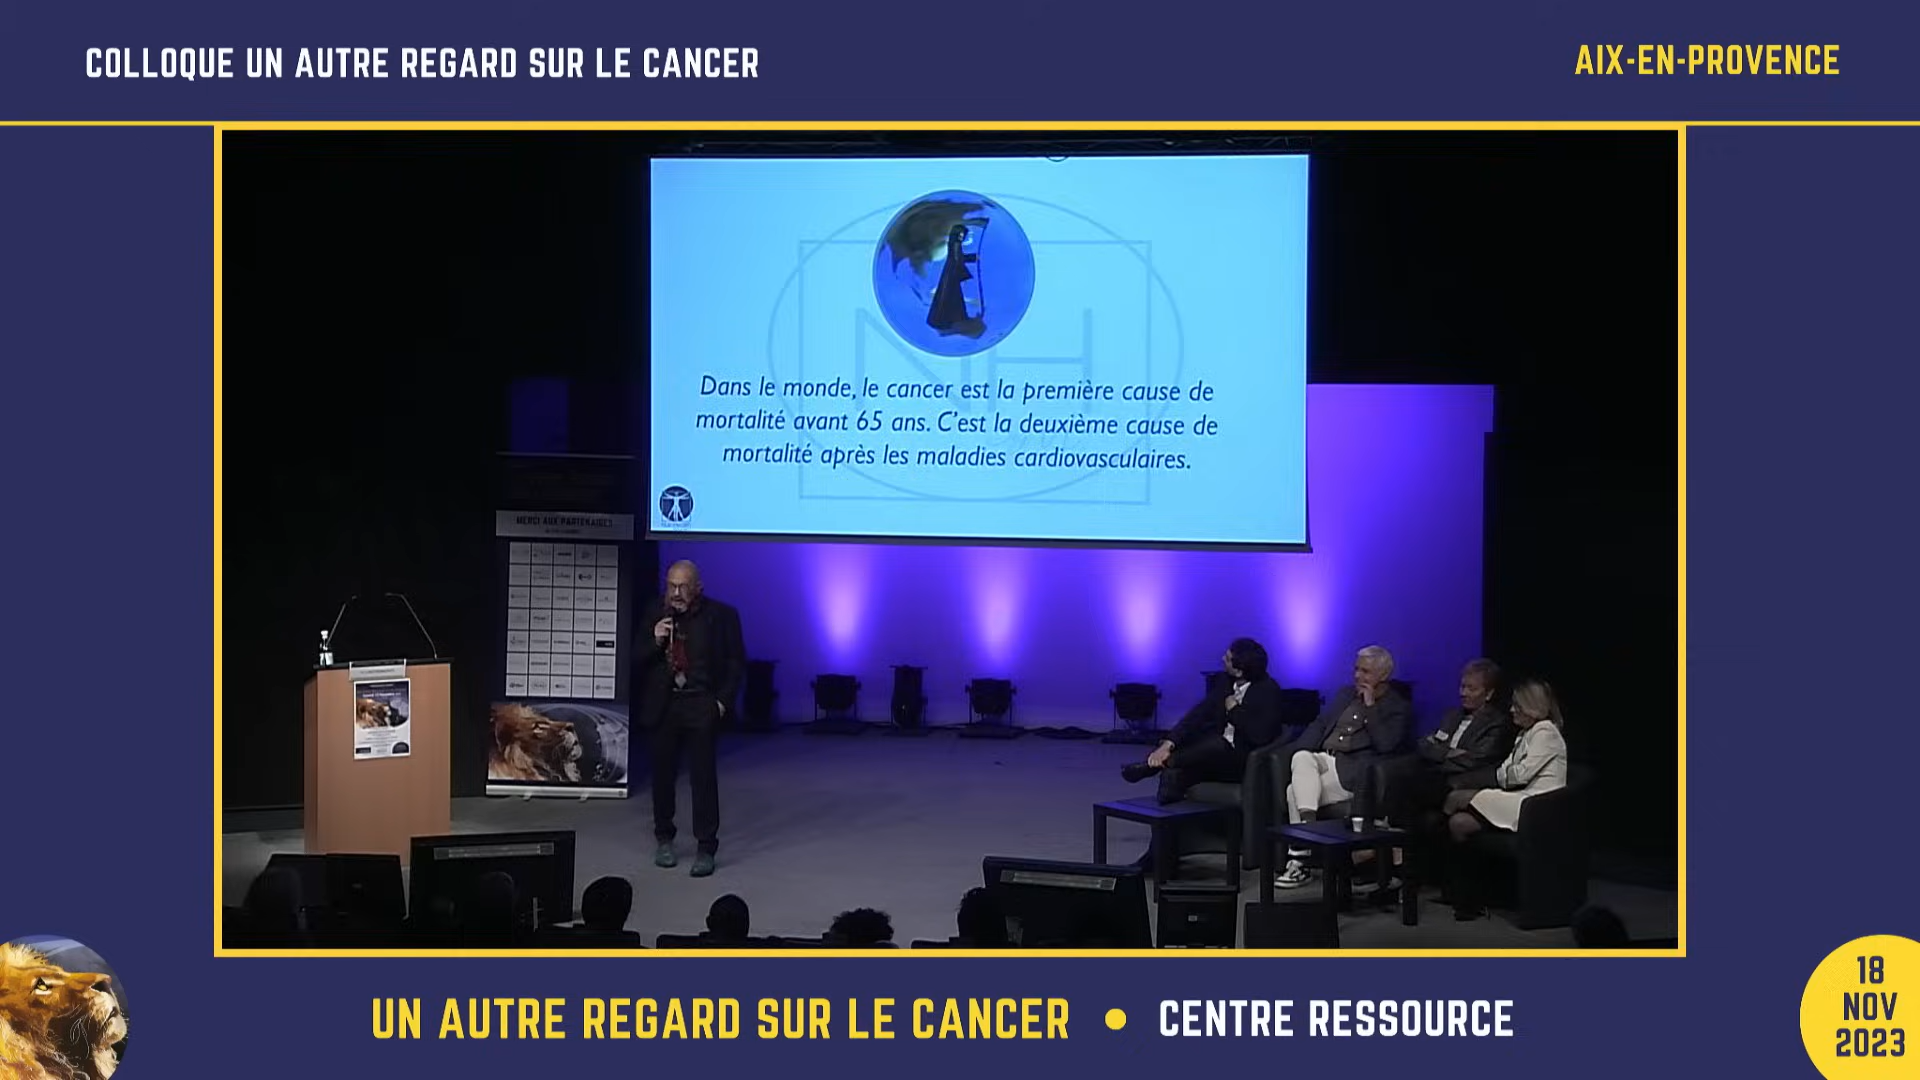 COLLOQUE UN AUTRE REGARD SUR LE CANCER
AIX-EN-PROVENCE
NH
Dans le monde, le cancer est la première cause de
mortalité avant 65 ans. C'est la deuxième cause de
mortalité après les maladies cardiovasculaires.
MERCI AUX PARTENAIRES
UN AUTRE REGARD SUR LE CANCER • CENTRE RESSOURCE
18
NOV
2023